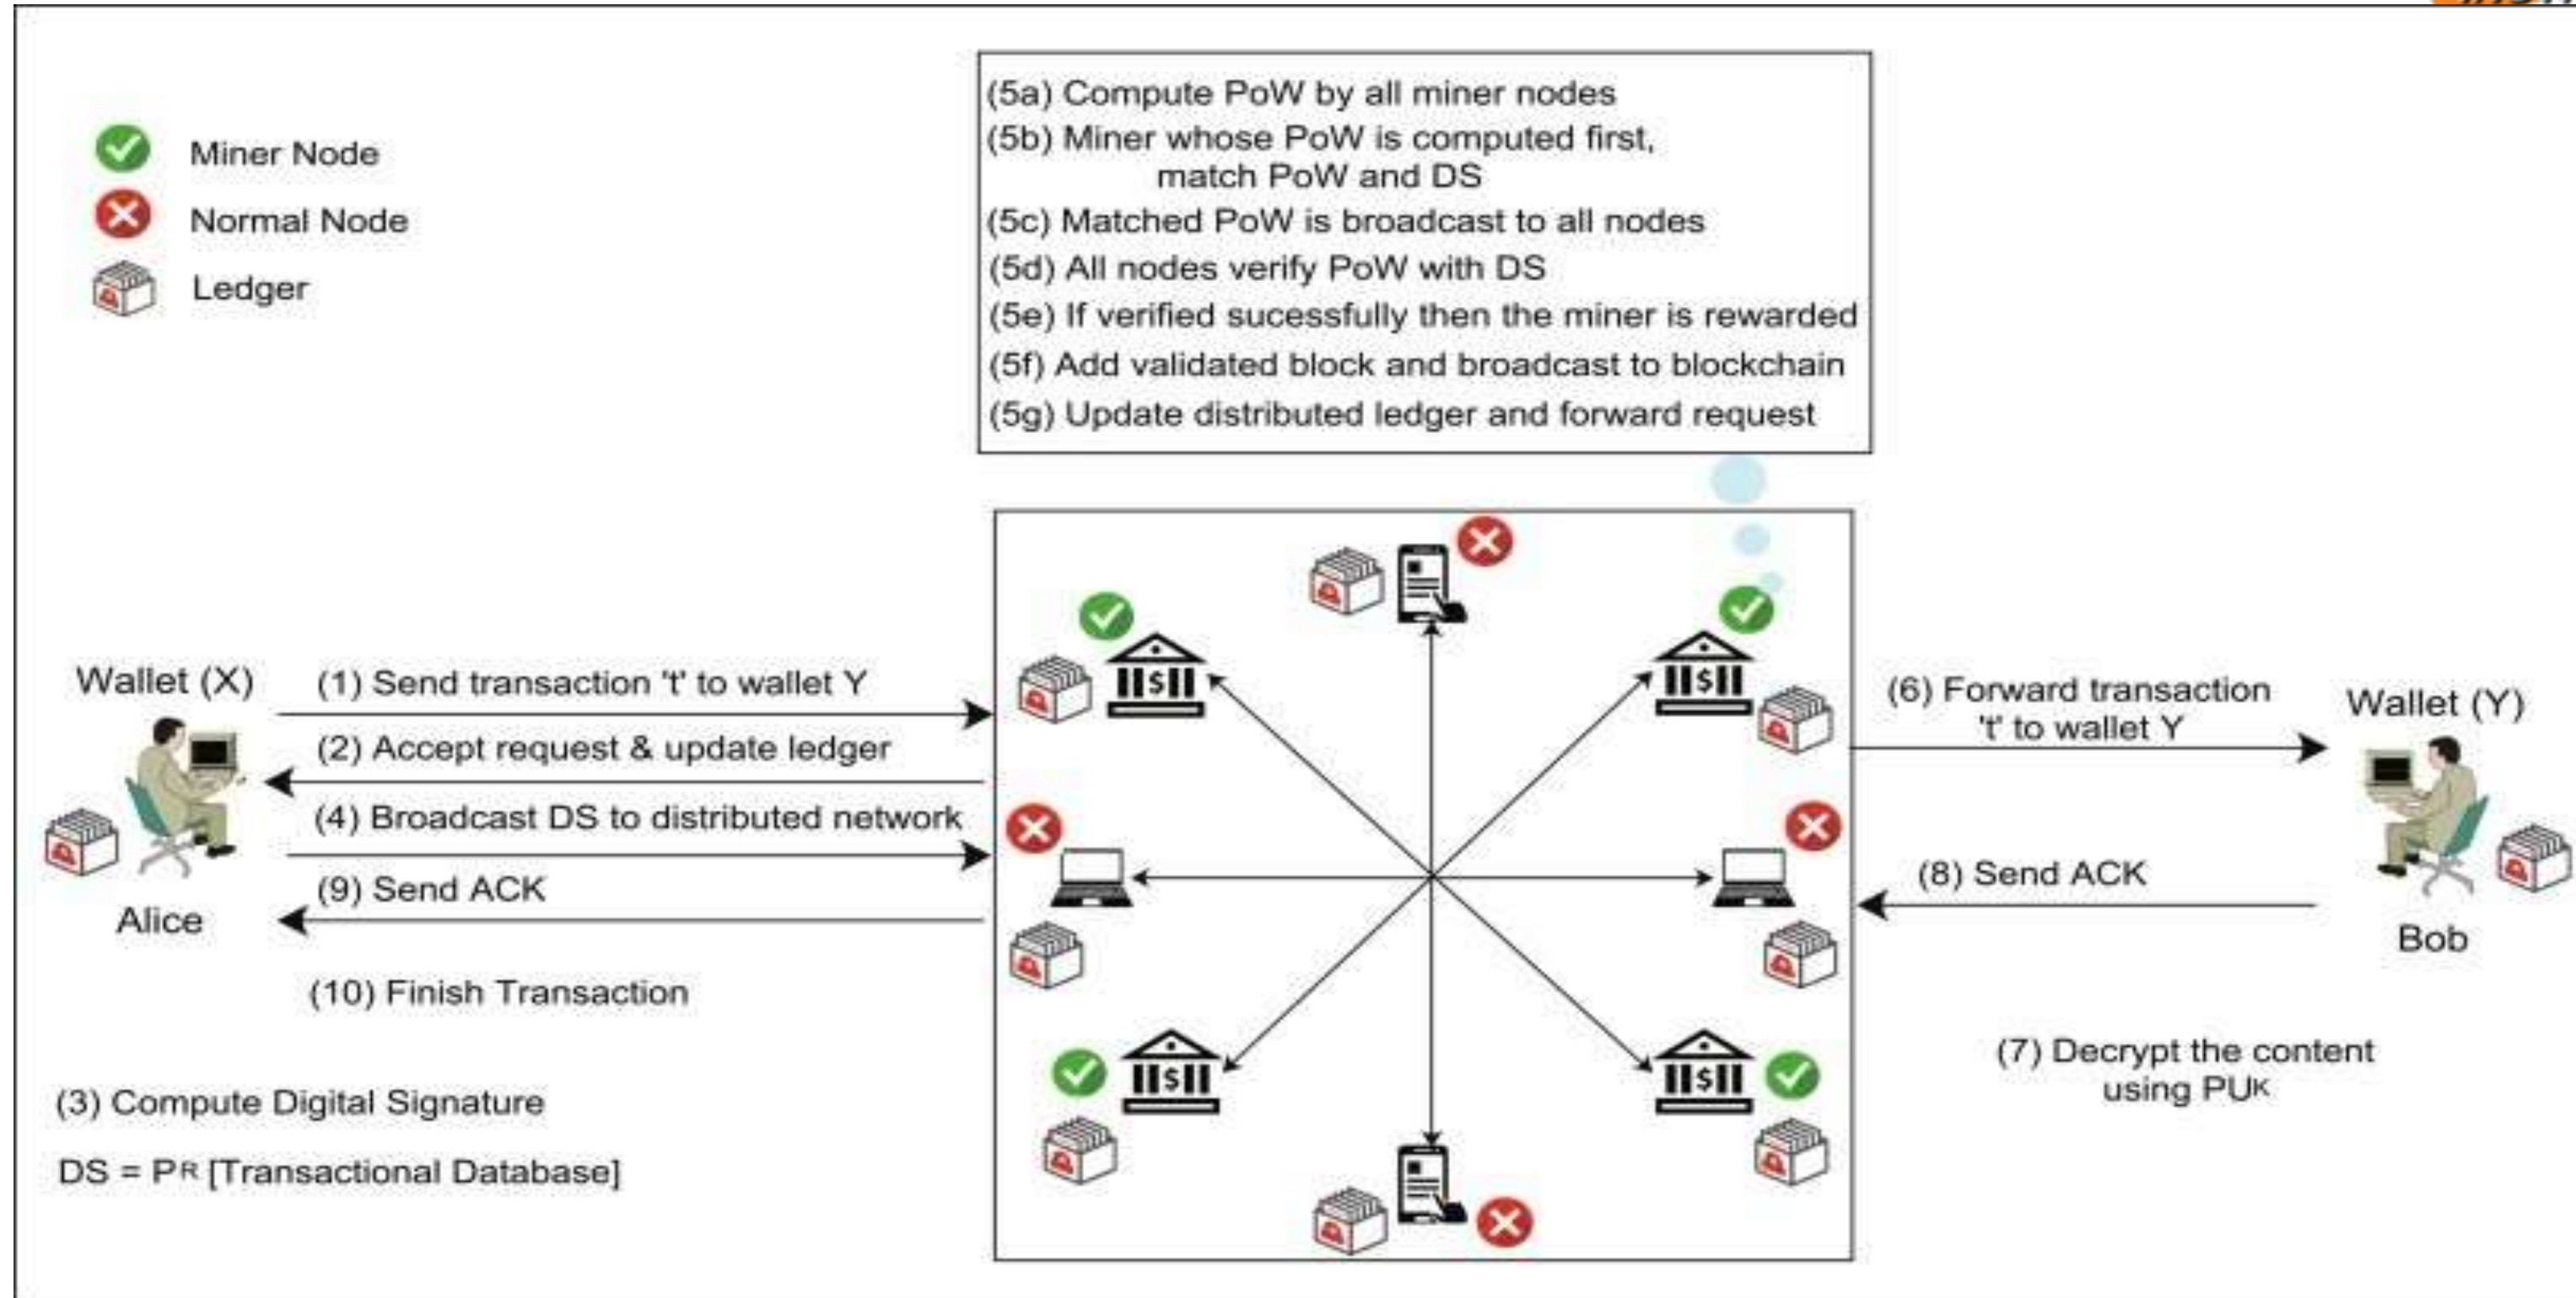 Miner Node
Normal Node
Ledger
(5a) Compute PoW by all miner nodes
(5b) Miner whose PoW is computed first,
match PoW and DS
(5c) Matched PoW is broadcast to all nodes
(5d) All nodes verify PoW with DS
(5e) If verified sucessfully then the miner is rewarded
(5f) Add validated block and broadcast to blockchain
(5g) Update distributed ledger and forward request
Wallet (X)
(1) Send transaction 't' to wallet Y
(2) Accept request & update ledger
(4) Broadcast DS to distributed network
(9) Send ACK
Alice
(10) Finish Transaction
(3) Compute Digital Signature
DS = PR [Transactional Database]
$
$
$
$
(6) Forward transaction
't' to wallet Y
Wallet (Y)
(8) Send ACK
Bob
(7) Decrypt the content
using PUK